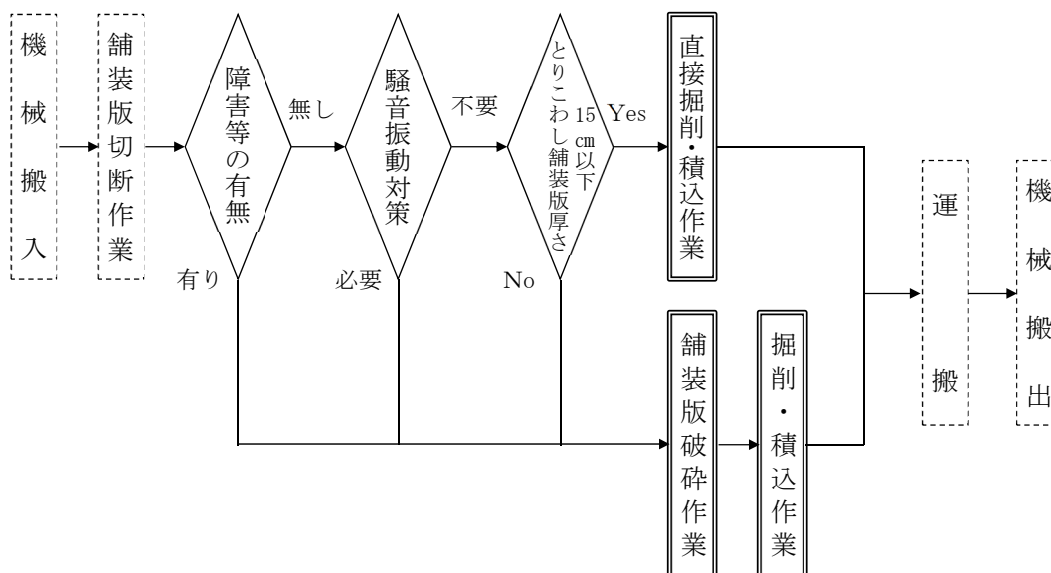 機械搬入
舗装版切断作業
障害等の有無
無し
有り
騒音振動対策
不要
必要
とりこわし舗装版厚さ
15cm以下
Yes
No
直接掘削・積込作業
舗装版破砕作業
掘削・積込作業
運搬
機械搬出